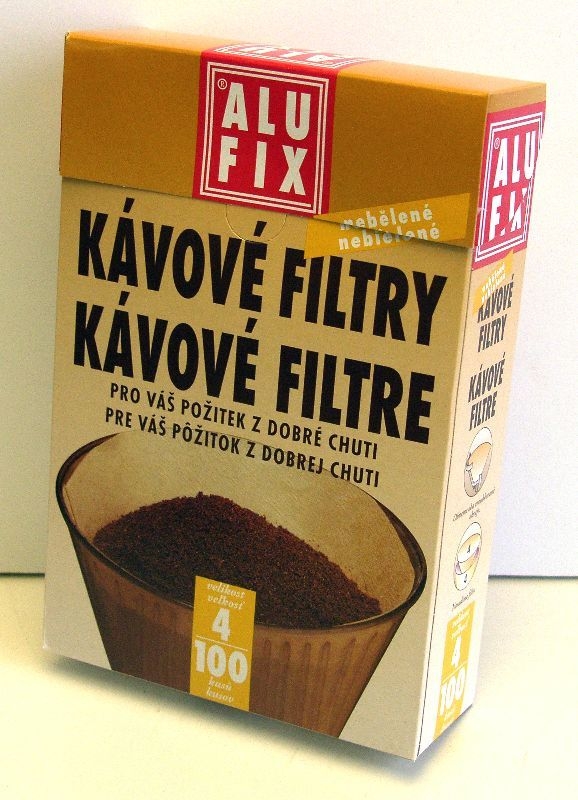 ® ALU
FIX
nebělené
nebielené
KÁVOVÉ FILTRY
KÁVOVÉ FILTRE
PRO VÁŠ POŽITEK Z DOBRÉ CHUTI
PRE VÁŠ PÔŽITOK Z DOBREJ CHUTI
velikost
veľkosť
4
100
kusů
kusov
® ALU
FIX
nebělené
KÁVOVÉ
FILTRY
KÁVOVÉ
FILTRE
4
100